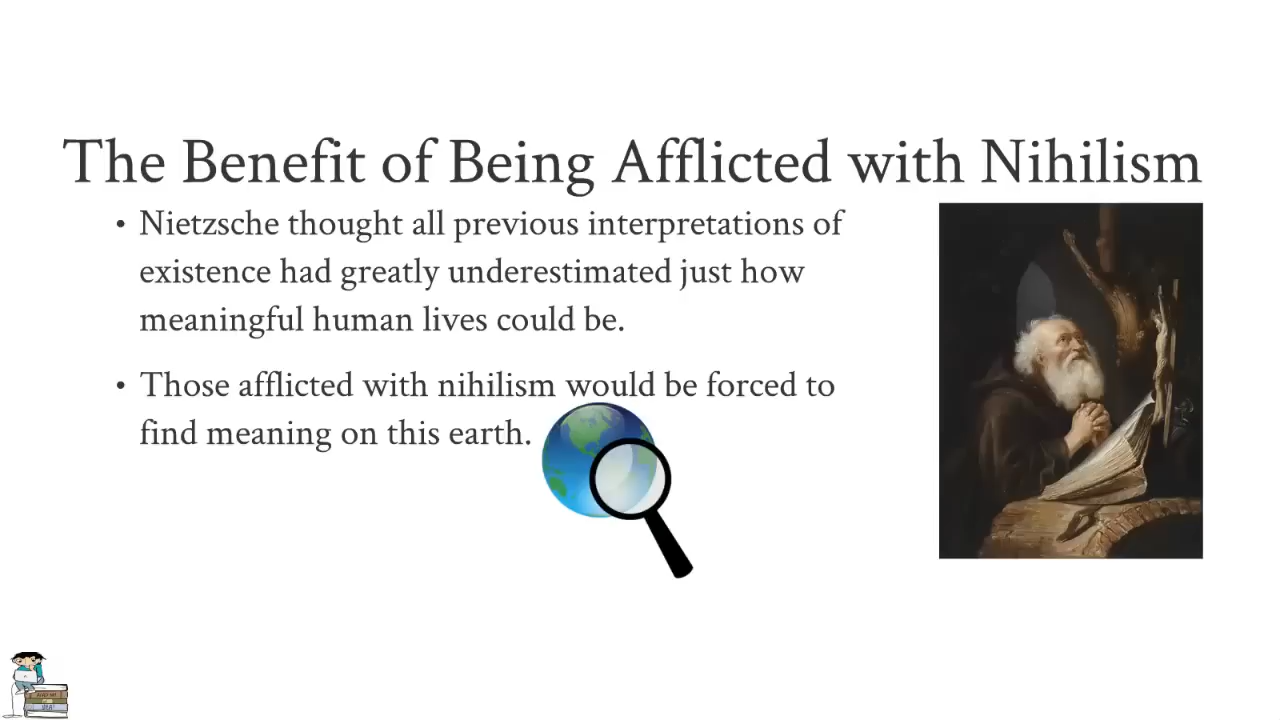 The Benefit of Being Afflicted with Nihilism
• Nietzsche thought all previous interpretations of
existence had greatly underestimated just how
meaningful human lives could be.
• Those afflicted with nihilism would be forced to
find meaning on this earth.